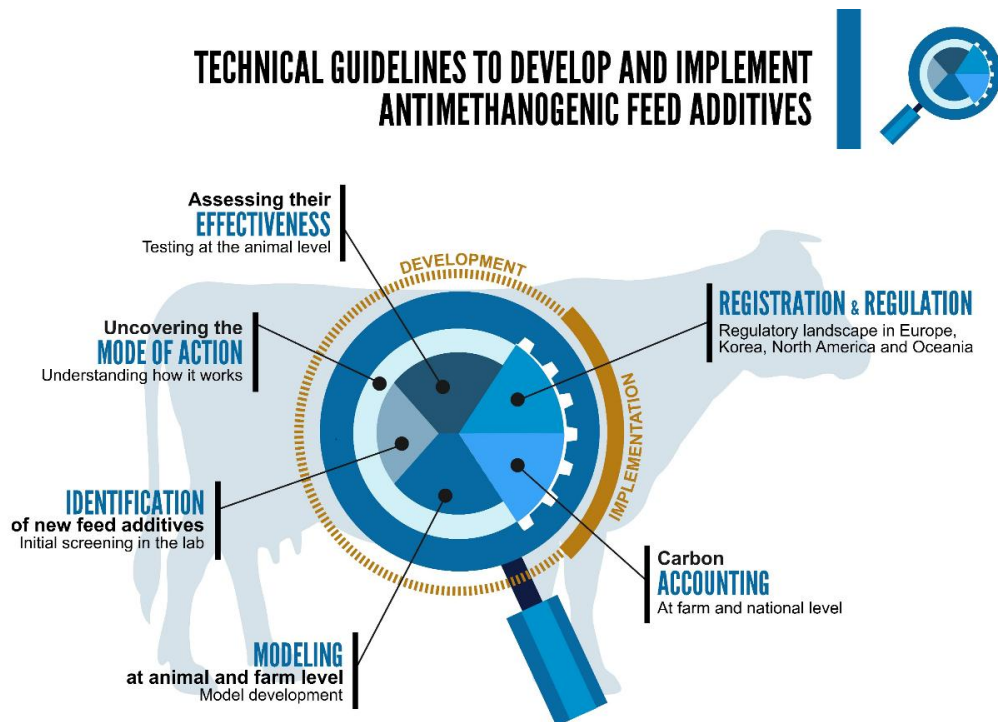 TECHNICAL GUIDELINES TO DEVELOP AND IMPLEMENT
ANTIMETHANOGENIC FEED ADDITIVES
Assessing their
EFFECTIVENESS
Testing at the animal level
DEVELOPMENT
REGISTRATION & REGULATION
Regulatory landscape in Europe,
Korea, North America and Oceania
Uncovering the
MODE OF ACTION
Understanding how it works
IMPLEMENTATION
IDENTIFICATION
of new feed additives
Initial screening in the lab
Carbon
ACCOUNTING
At farm and national level
MODELING
at animal and farm level
Model development